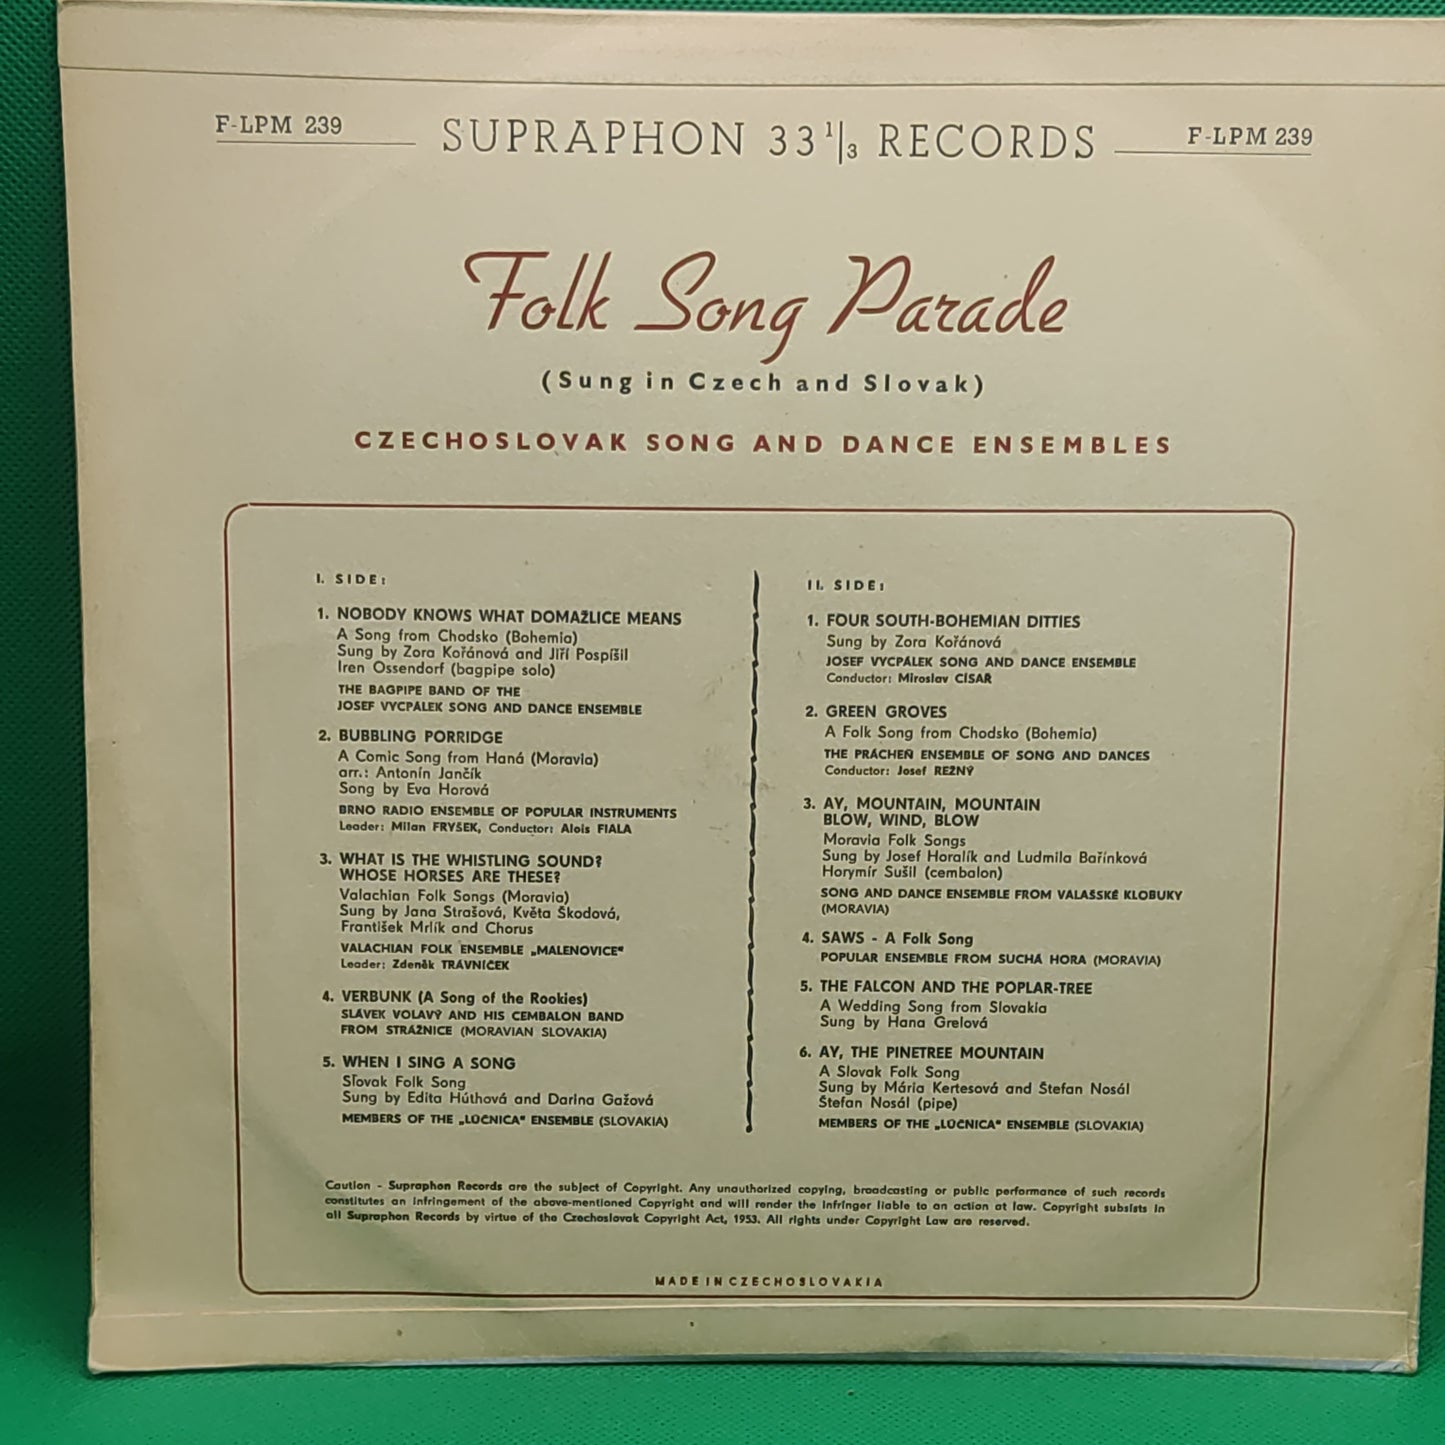 F-LPM 239
SUPRAPHON 33 1/3 RECORDS
F-LPM 239
Folk Song Parade
(Sung in Czech and Slovak)
CZECHOSLOVAK SONG AND DANCE ENSEMBLES
I. SIDE:
1. NOBODY KNOWS WHAT DOMAŽLICE MEANS
A Song from Chodsko (Bohemia)
Sung by Zora Kořánová and Jiří Pospíšil
Iren Ossendorf (bagpipe solo)
THE BAGPIPE BAND OF THE
JOSEF VYCPÁLEK SONG AND DANCE ENSEMBLE
2. BUBBLING PORRIDGE
A Comic Song from Haná (Moravia)
arr.: Antonín Jančík
Song by Eva Horová
BRNO RADIO ENSEMBLE OF POPULAR INSTRUMENTS
Leader: Milan FRYŠEK, Conductor: Alois FIALA
3. WHAT IS THE WHISTLING SOUND?
WHOSE HORSES ARE THESE?
Valachian Folk Songs (Moravia)
Sung by Jana Strašová, Květa Škodová,
František Mrlík and Chorus
VALACHIAN FOLK ENSEMBLE „MALENOVICE"
Leader: Zdeněk TRÁVNÍČEK
4. VERBUNK (A Song of the Rookies)
SLÁVEK VOLAVÝ AND HIS CEMBALON BAND
FROM STRÁŽNICE (MORAVIAN SLOVAKIA)
5. WHEN I SING A SONG
Slovak Folk Song
Sung by Edita Húthová and Darina Gažová
MEMBERS OF THE „LÚČNICA" ENSEMBLE (SLOVAKIA)
II. SIDE:
1. FOUR SOUTH-BOHEMIAN DITTIES
Sung by Zora Kořánová
JOSEF VYCPÁLEK SONG AND DANCE ENSEMBLE
Conductor: Miroslav CÍSAŘ
2. GREEN GROVES
A Folk Song from Chodsko (Bohemia)
THE PRÁCHEŇ ENSEMBLE OF SONG AND DANCES
Conductor: Josef REŽNÝ
3. AY, MOUNTAIN, MOUNTAIN
BLOW, WIND, BLOW
Moravia Folk Songs
Sung by Josef Horalík and Ludmila Bařinková
Horymír Sušil (cembalon)
SONG AND DANCE ENSEMBLE FROM VALAŠSKÉ KLOBUKY
(MORAVIA)
4. SAWS - A Folk Song
POPULAR ENSEMBLE FROM SUCHÁ HORA (MORAVIA)
5. THE FALCON AND THE POPLAR-TREE
A Wedding Song from Slovakia
Sung by Hana Grelová
6. AY, THE PINETREE MOUNTAIN
A Slovak Folk Song
Sung by Mária Kertesová and Štefan Nosál
Štefan Nosál (pipe)
MEMBERS OF THE „LÚČNICA" ENSEMBLE (SLOVAKIA)
Caution - Supraphon Records are the subject of Copyright. Any unauthorized copying, broadcasting or public performance of such records
constitutes an infringement of the above-mentioned Copyright and will render the infringer liable to an action at law. Copyright subsists in
all Supraphon Records by virtue of the Czechoslovak Copyright Act, 1953. All rights under Copyright Law are reserved.
MADE IN CZECHOSLOVAKIA